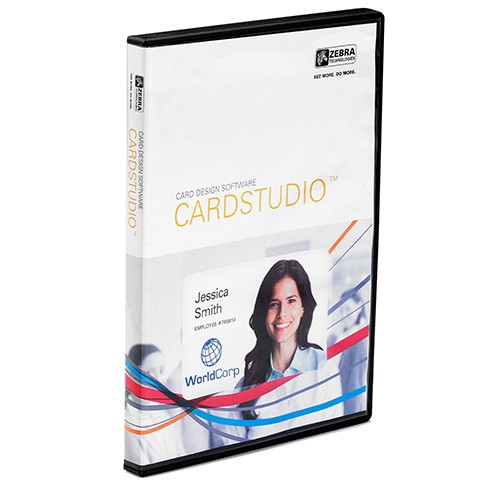 ZEBRA
TECHNOLOGIES
SEE MORE. DO MORE.
CARD DESIGN SOFTWARE
CARDSTUDIO™
Jessica
Smith
EMPLOYEE #745810
WorldCorp
ZEBRA
CARD DESIGN SOFTWARE
CARDSTUDIO™